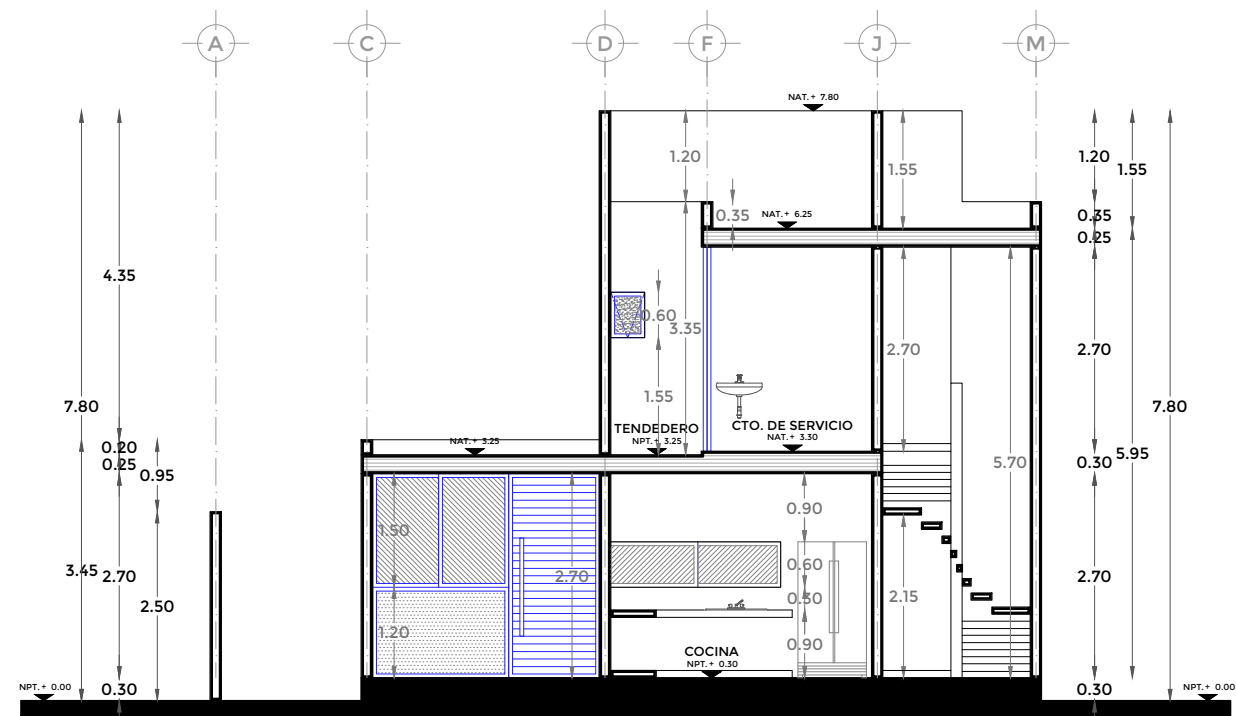 A C D F J M
NAT.+ 7.80
1.20 1.55 1.20 1.55
0.35 NAT.+ 6.25 0.35
0.25
4.35
0.60 3.35 2.70 2.70
1.55
7.80 7.80
TENDEDERO CTO. DE SERVICIO
NPT.+ 3.25 NAT.+ 3.30
0.20 NAT.+ 3.25
0.25 0.95 5.70 0.30 5.95
1.50 0.90
3.45 2.70 2.70 0.60 2.70
2.50 0.30 2.15
1.20 0.90
COCINA
NPT.+ 0.30
NPT.+ 0.00 0.30 0.30 NPT.+ 0.00